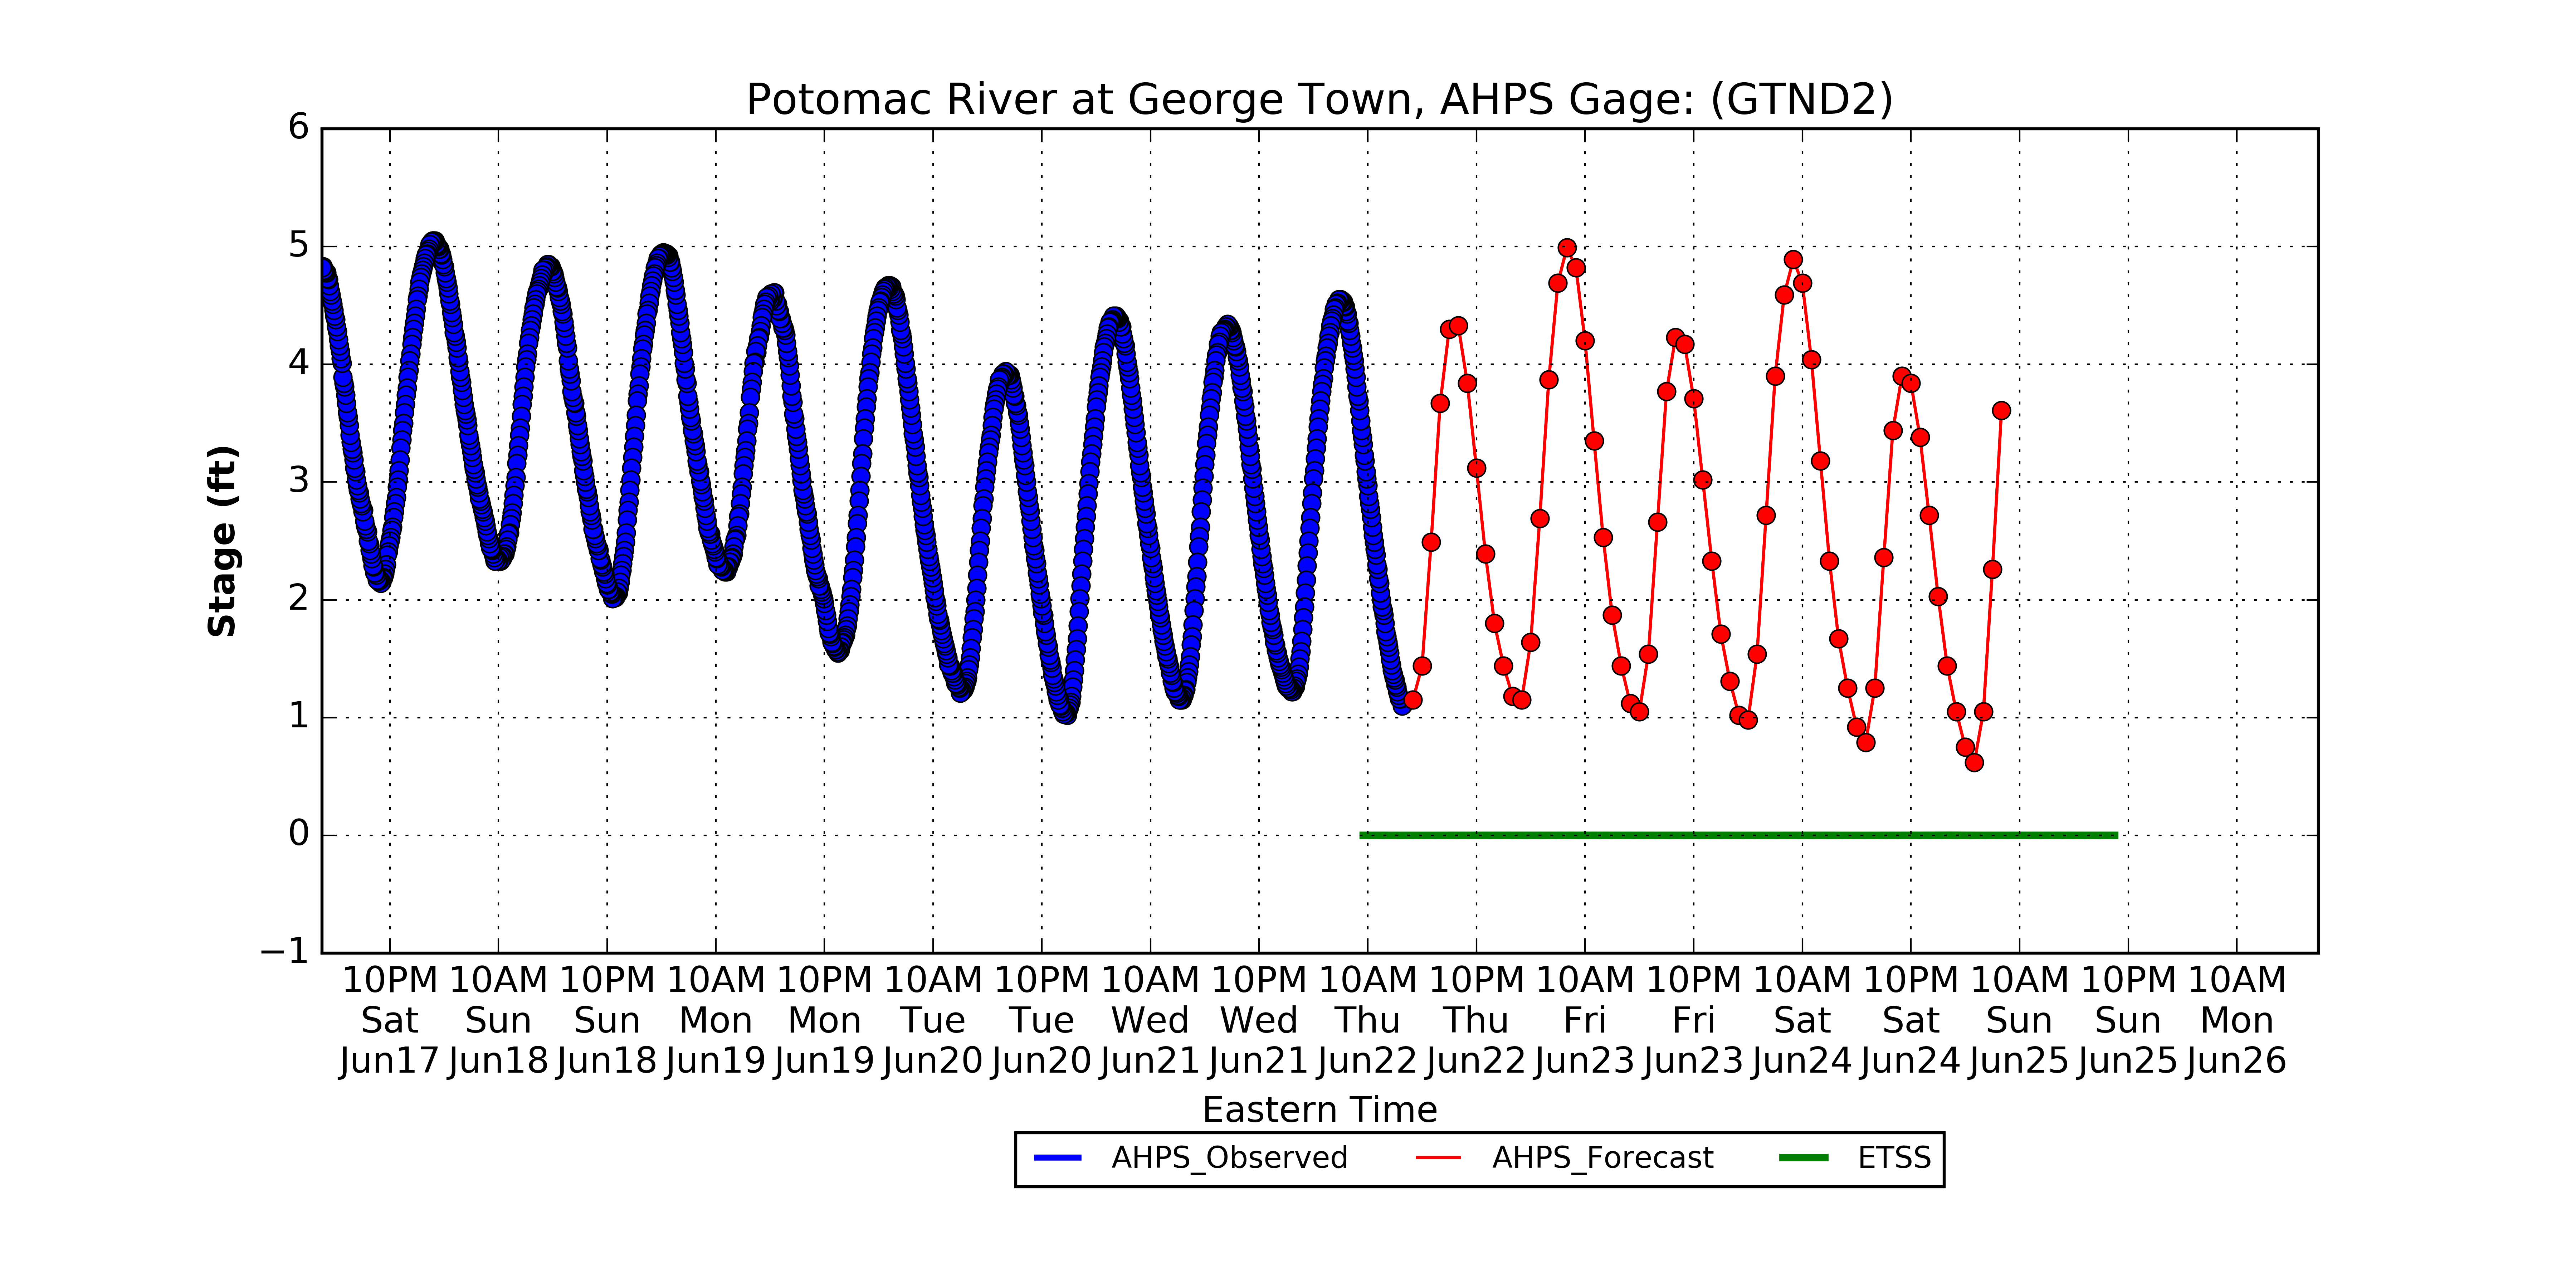 Potomac River at George Town, AHPS Gage: (GTND2)
6
5
4
3
2
1
0
−1
Stage (ft)
10PM 10AM 10PM 10AM 10PM 10AM 10PM 10AM 10PM 10AM 10PM 10AM 10PM 10AM 10PM 10AM 10PM 10AM
Sat Sun Sun Mon Mon Tue Tue Wed Wed Thu Thu Fri Fri Sat Sat Sun Sun Mon
Jun17 Jun18 Jun18 Jun19 Jun19 Jun20 Jun20 Jun21 Jun21 Jun22 Jun22 Jun23 Jun23 Jun24 Jun24 Jun25 Jun25 Jun26
Eastern Time
AHPS_Observed AHPS_Forecast ETSS